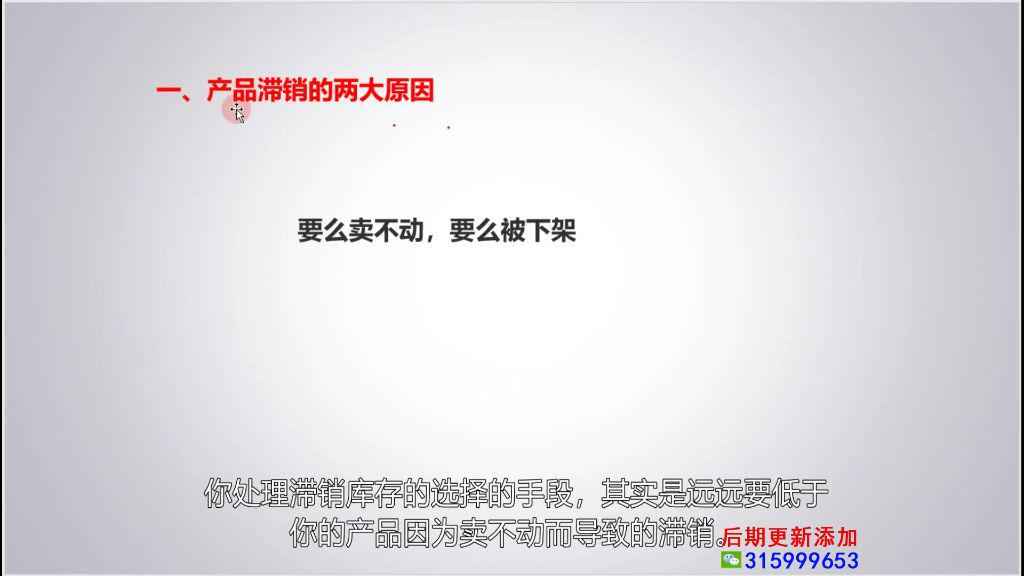 一、产品滞销的两大原因
要么卖不动，要么被下架
你处理滞销库存的选择的手段，其实是远远要低于
你的产品因为卖不动而导致的滞销。
后期更新添加
315999653